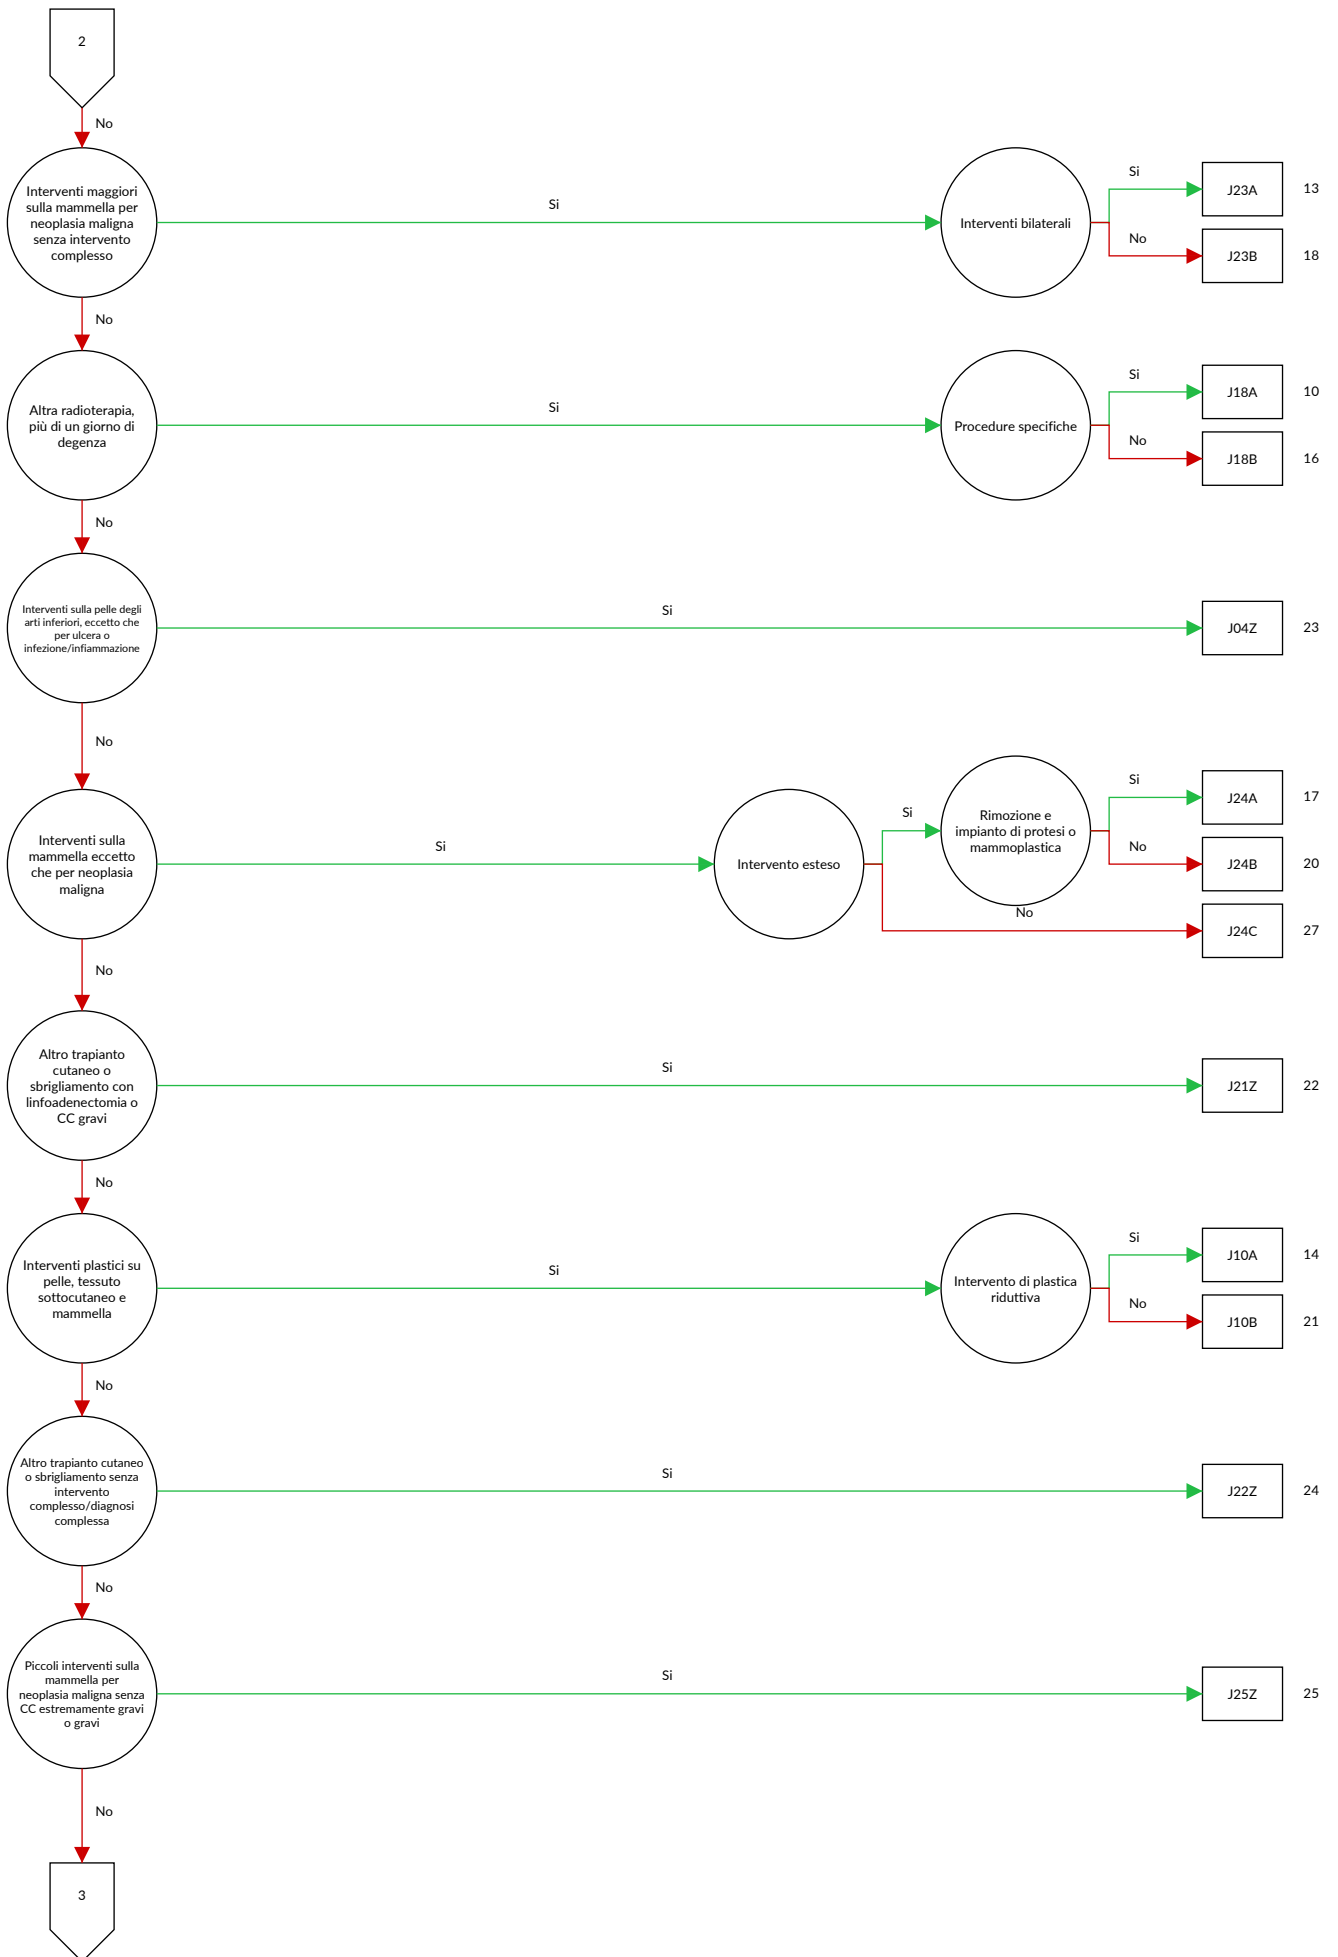 2
No
Interventi maggiori
sulla mammella per
neoplasia maligna
senza intervento
complesso
Si
Interventi bilaterali
Si
J23A
13
No
J23B
18
No
Altra radioterapia,
più di un giorno di
degenza
Si
Procedure specifiche
Si
J18A
10
No
J18B
16
No
Interventi sulla pelle degli
arti inferiori, eccetto che
per ulcera o
infezione/infiammazione
Si
J04Z
23
No
Interventi sulla
mammella eccetto
che per neoplasia
maligna
Si
Intervento esteso
Si
Rimozione e
impianto di protesi o
mammoplastica
Si
J24A
17
No
J24B
20
No
J24C
27
No
Altro trapianto
cutaneo o
sbrigliamento con
linfoadenectomia o
CC gravi
Si
J21Z
22
No
Interventi plastici su
pelle, tessuto
sottocutaneo e
mammella
Si
Intervento di plastica
riduttiva
Si
J10A
14
No
J10B
21
No
Altro trapianto cutaneo
o sbrigliamento senza
intervento
complesso/diagnosi
complessa
Si
J22Z
24
No
Piccoli interventi sulla
mammella per
neoplasia maligna senza
CC estremamente gravi
o gravi
Si
J25Z
25
No
3